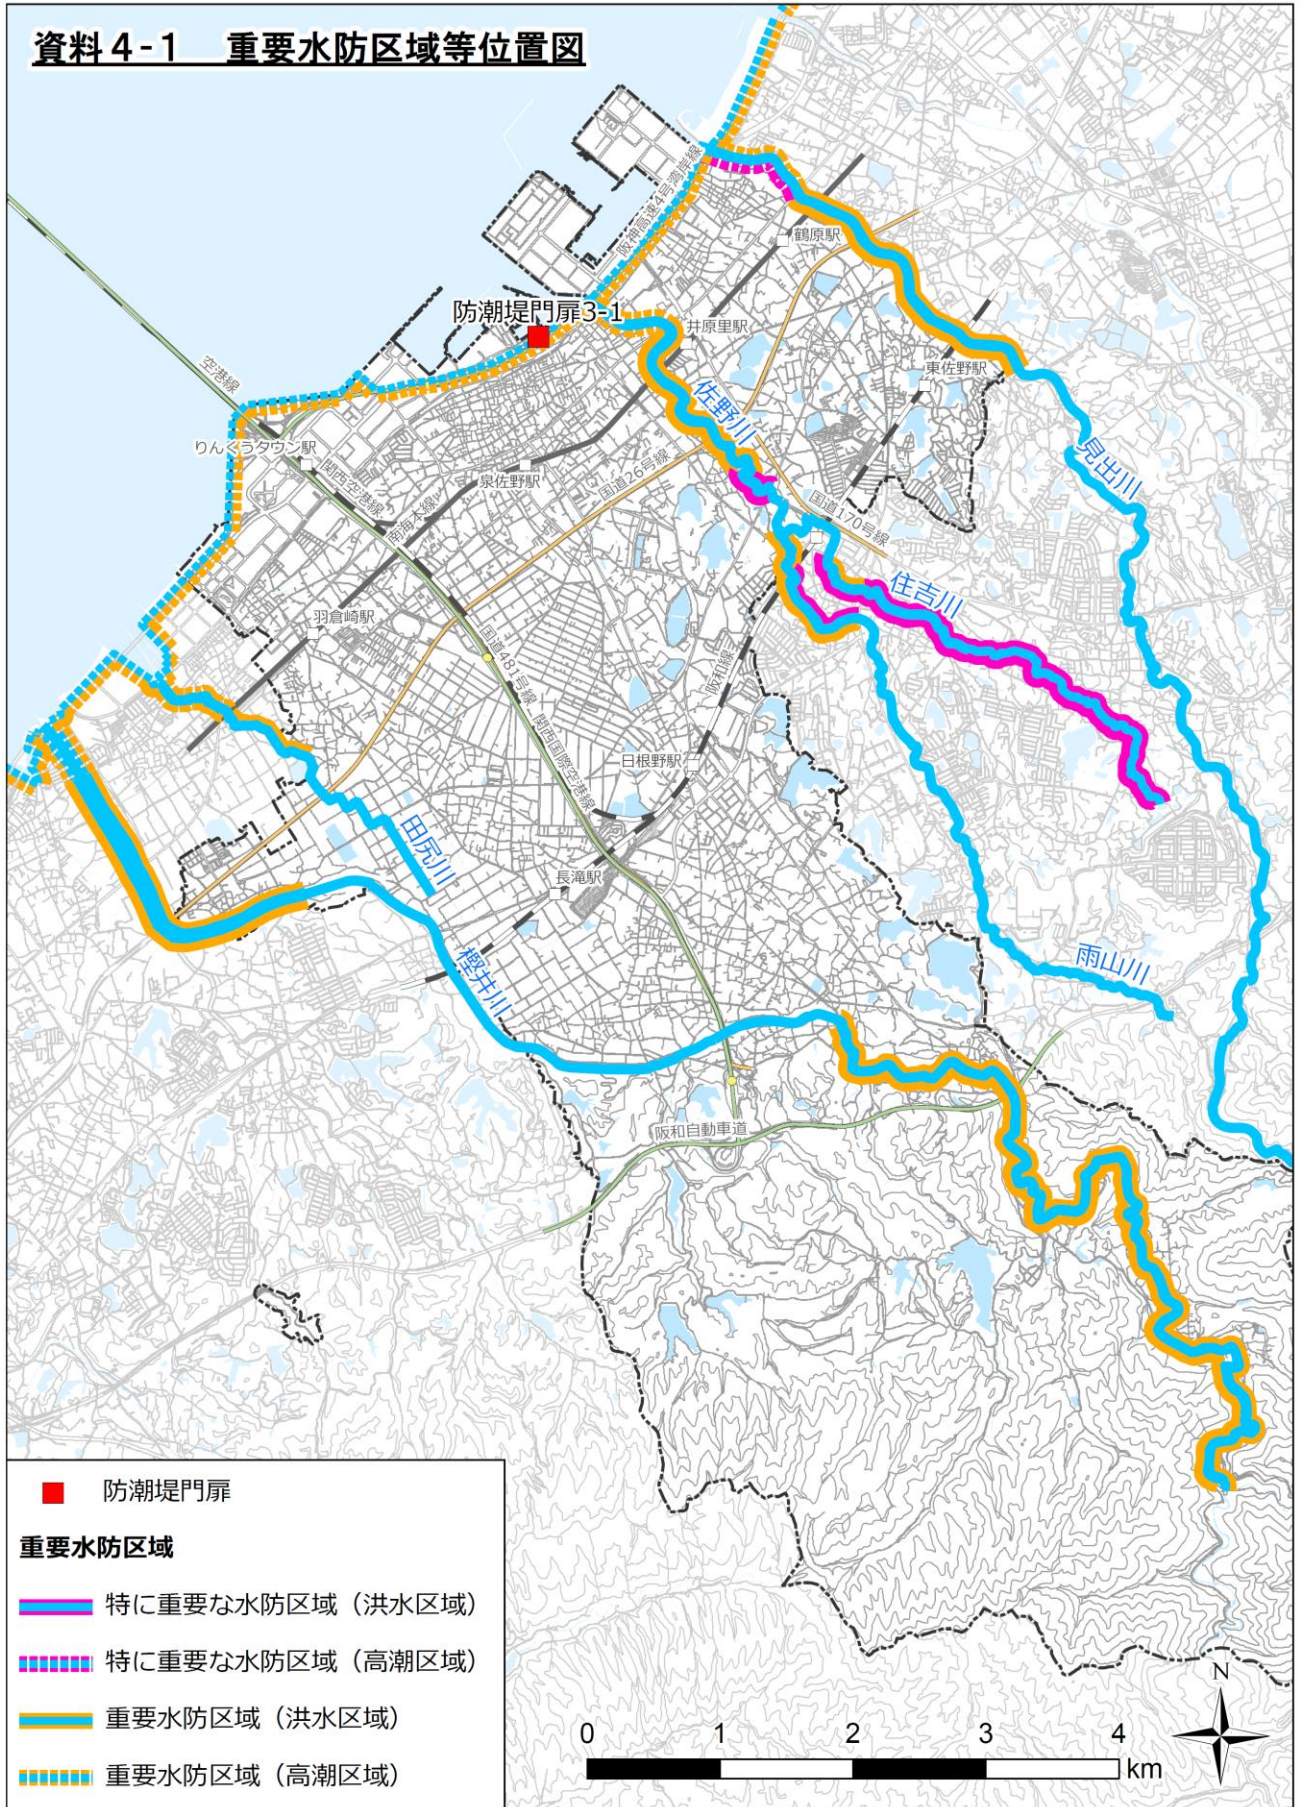 資料４-１　重要水防区域等位置図
阪神高速4号湾岸線
鶴原駅
防潮堤門扉3-1
井原里駅
東佐野駅
空港線
佐野川
りんくうタウン駅
関西空港線
南海本線
泉佐野駅
国道26号線
見出川
国道170号線
住吉川
羽倉崎駅
国道481号線
阪和線
関西国際空港線
日根野駅
田尻川
長滝駅
樫井川
雨山川
阪和自動車道
防潮堤門扉
重要水防区域
特に重要な水防区域（洪水区域）
特に重要な水防区域（高潮区域）
重要水防区域（洪水区域）
重要水防区域（高潮区域）
N
0 1 2 3 4
km